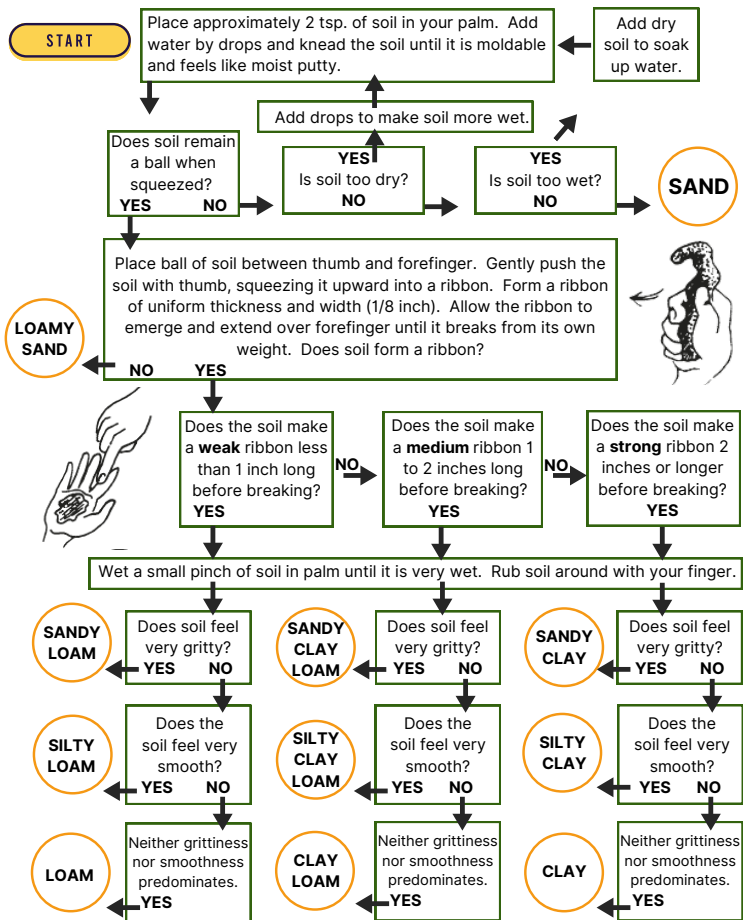 START
Place approximately 2 tsp. of soil in your palm. Add
water by drops and knead the soil until it is moldable
and feels like moist putty.
Add dry
soil to soak
up water.
Add drops to make soil more wet.
Does soil remain
a ball when
squeezed?
YES NO
YES
Is soil too dry?
NO
YES
Is soil too wet?
NO
SAND
Place ball of soil between thumb and forefinger. Gently push the
soil with thumb, squeezing it upward into a ribbon. Form a ribbon
of uniform thickness and width (1/8 inch). Allow the ribbon to
emerge and extend over forefinger until it breaks from its own
weight. Does soil form a ribbon?
NO YES
LOAMY
SAND
Does the soil make
a weak ribbon less
than 1 inch long
before breaking?
YES
NO
Does the soil make
a medium ribbon 1
to 2 inches long
before breaking?
YES
NO
Does the soil make
a strong ribbon 2
inches or longer
before breaking?
YES
Wet a small pinch of soil in palm until it is very wet. Rub soil around with your finger.
SANDY
LOAM
Does soil feel
very gritty?
YES NO
SANDY
CLAY
LOAM
Does soil feel
very gritty?
YES NO
SANDY
CLAY
Does soil feel
very gritty?
YES NO
SILTY
LOAM
Does the
soil feel very
smooth?
YES NO
SILTY
CLAY
LOAM
Does the
soil feel very
smooth?
YES NO
SILTY
CLAY
Does the
soil feel very
smooth?
YES NO
LOAM
Neither grittiness
nor smoothness
predominates.
YES
CLAY
LOAM
Neither grittiness
nor smoothness
predominates.
YES
CLAY
Neither grittiness
nor smoothness
predominates.
YES